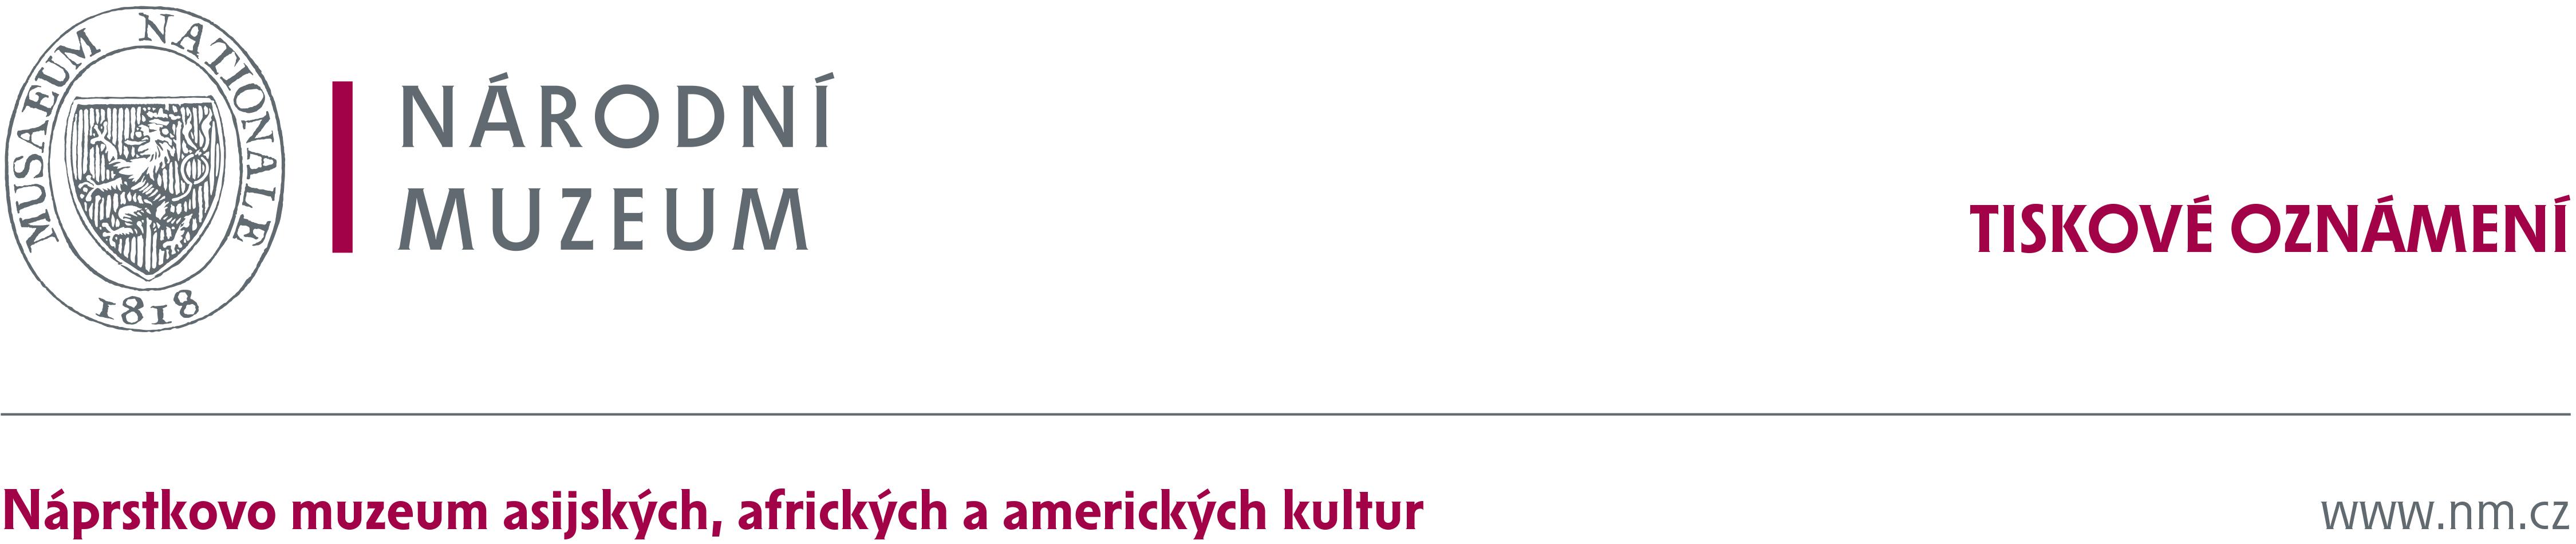 MUSAEUM NATIONALE
1818
NÁRODNÍ
MUZEUM
TISKOVÉ OZNÁMENÍ
Náprstkovo muzeum asijských, afrických a amerických kultur
www.nm.cz